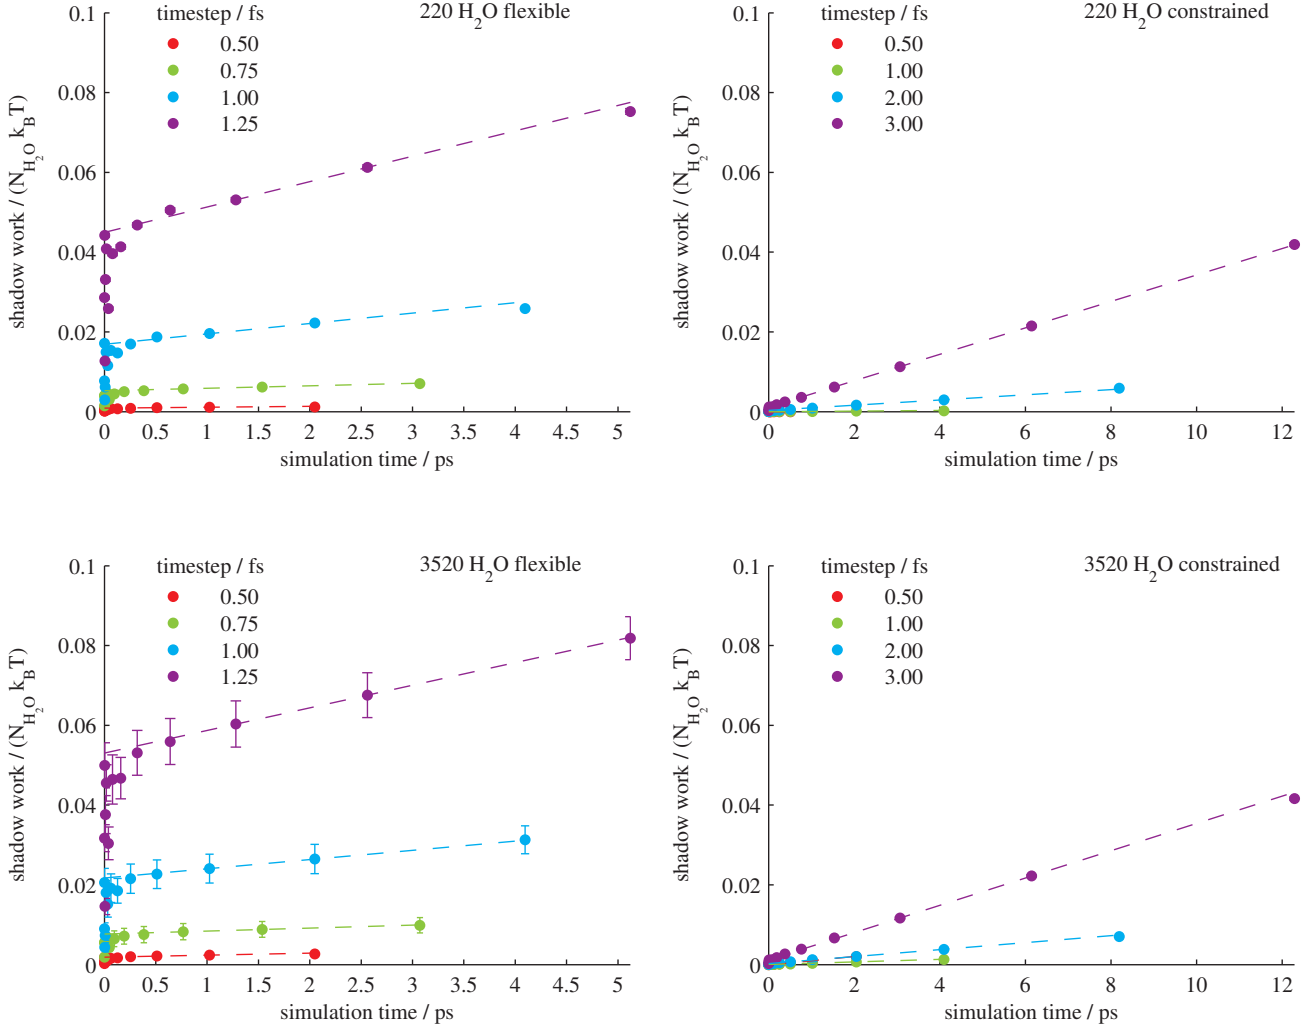 timestep / fs
220 H2O flexible
0.50
0.75
1.00
1.25
0.1
0.08
0.06
0.04
0.02
0
shadow work / (N_H2O k_BT)
0 0.5 1 1.5 2 2.5 3 3.5 4 4.5 5
simulation time / ps
timestep / fs
220 H2O constrained
0.50
1.00
2.00
3.00
0.1
0.08
0.06
0.04
0.02
0
shadow work / (N_H2O k_BT)
0 2 4 6 8 10 12
simulation time / ps
timestep / fs
3520 H2O flexible
0.50
0.75
1.00
1.25
0.1
0.08
0.06
0.04
0.02
0
shadow work / (N_H2O k_BT)
0 0.5 1 1.5 2 2.5 3 3.5 4 4.5 5
simulation time / ps
timestep / fs
3520 H2O constrained
0.50
1.00
2.00
3.00
0.1
0.08
0.06
0.04
0.02
0
shadow work / (N_H2O k_BT)
0 2 4 6 8 10 12
simulation time / ps